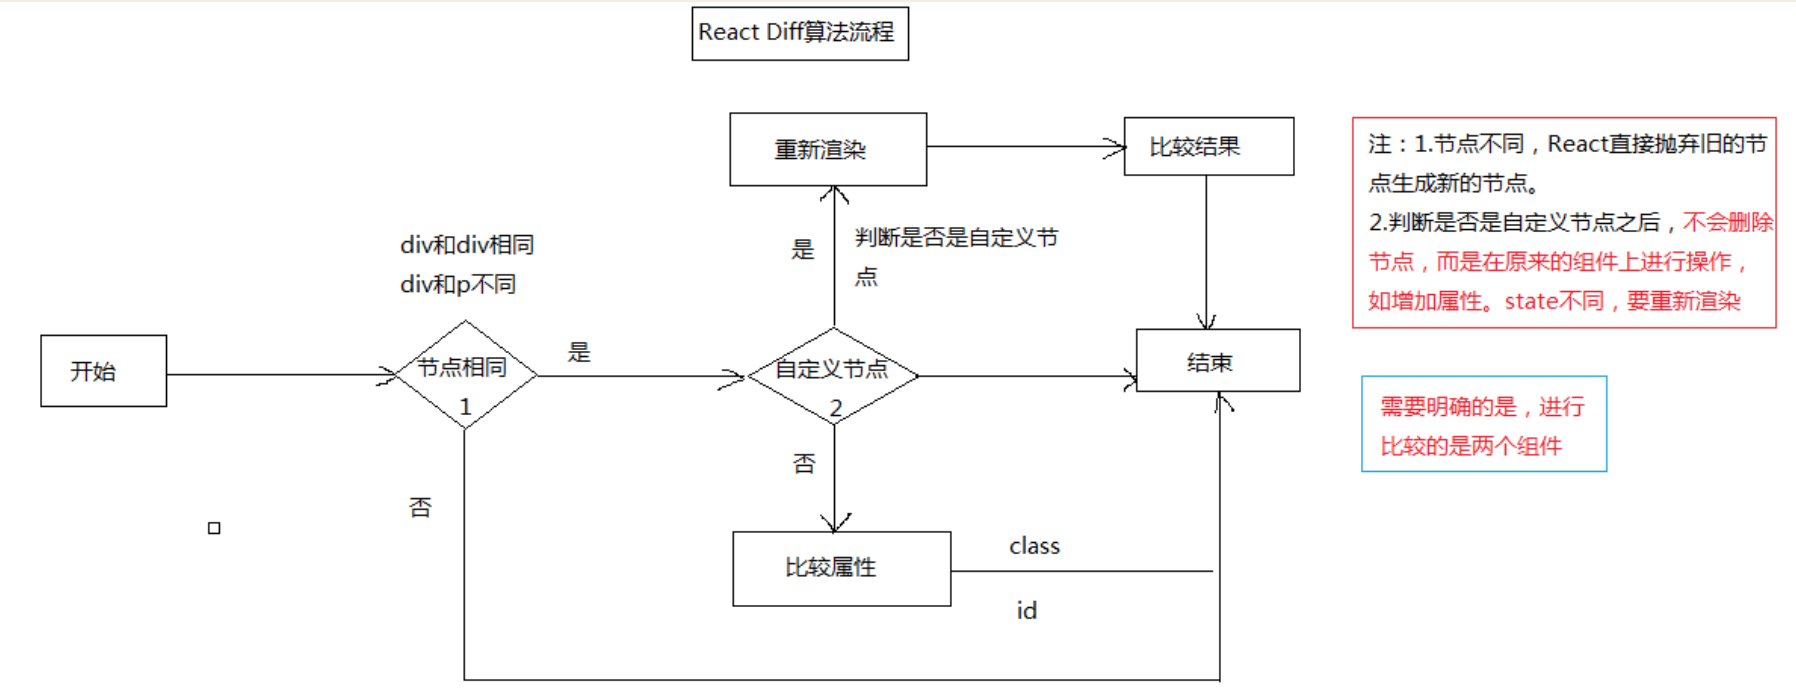 React Diff算法流程
重新渲染
比较结果
注：1.节点不同，React直接抛弃旧的节
点生成新的节点。
2.判断是否是自定义节点之后，不会删除
节点，而是在原来的组件上进行操作，
如增加属性。state不同，要重新渲染
div和div相同
div和p不同
是
判断是否是自定义节
点
开始
节点相同
1
是
自定义节点
2
结束
需要明确的是，进行
比较的是两个组件
否
否
比较属性
class
id